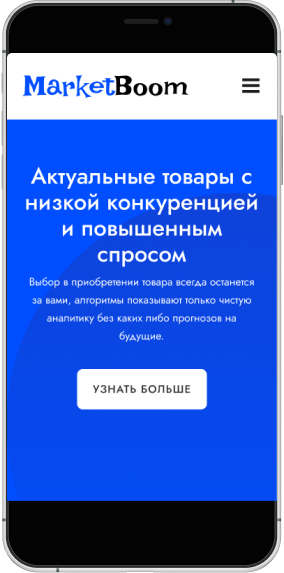 MarketBoom
Актуальные товары с
низкой конкуренцией
и повышенным
спросом
Выбор в приобретении товара всегда останется
за вами, алгоритмы показывают только чистую
аналитику без каких либо прогнозов на
будущие.
УЗНАТЬ БОЛЬШЕ